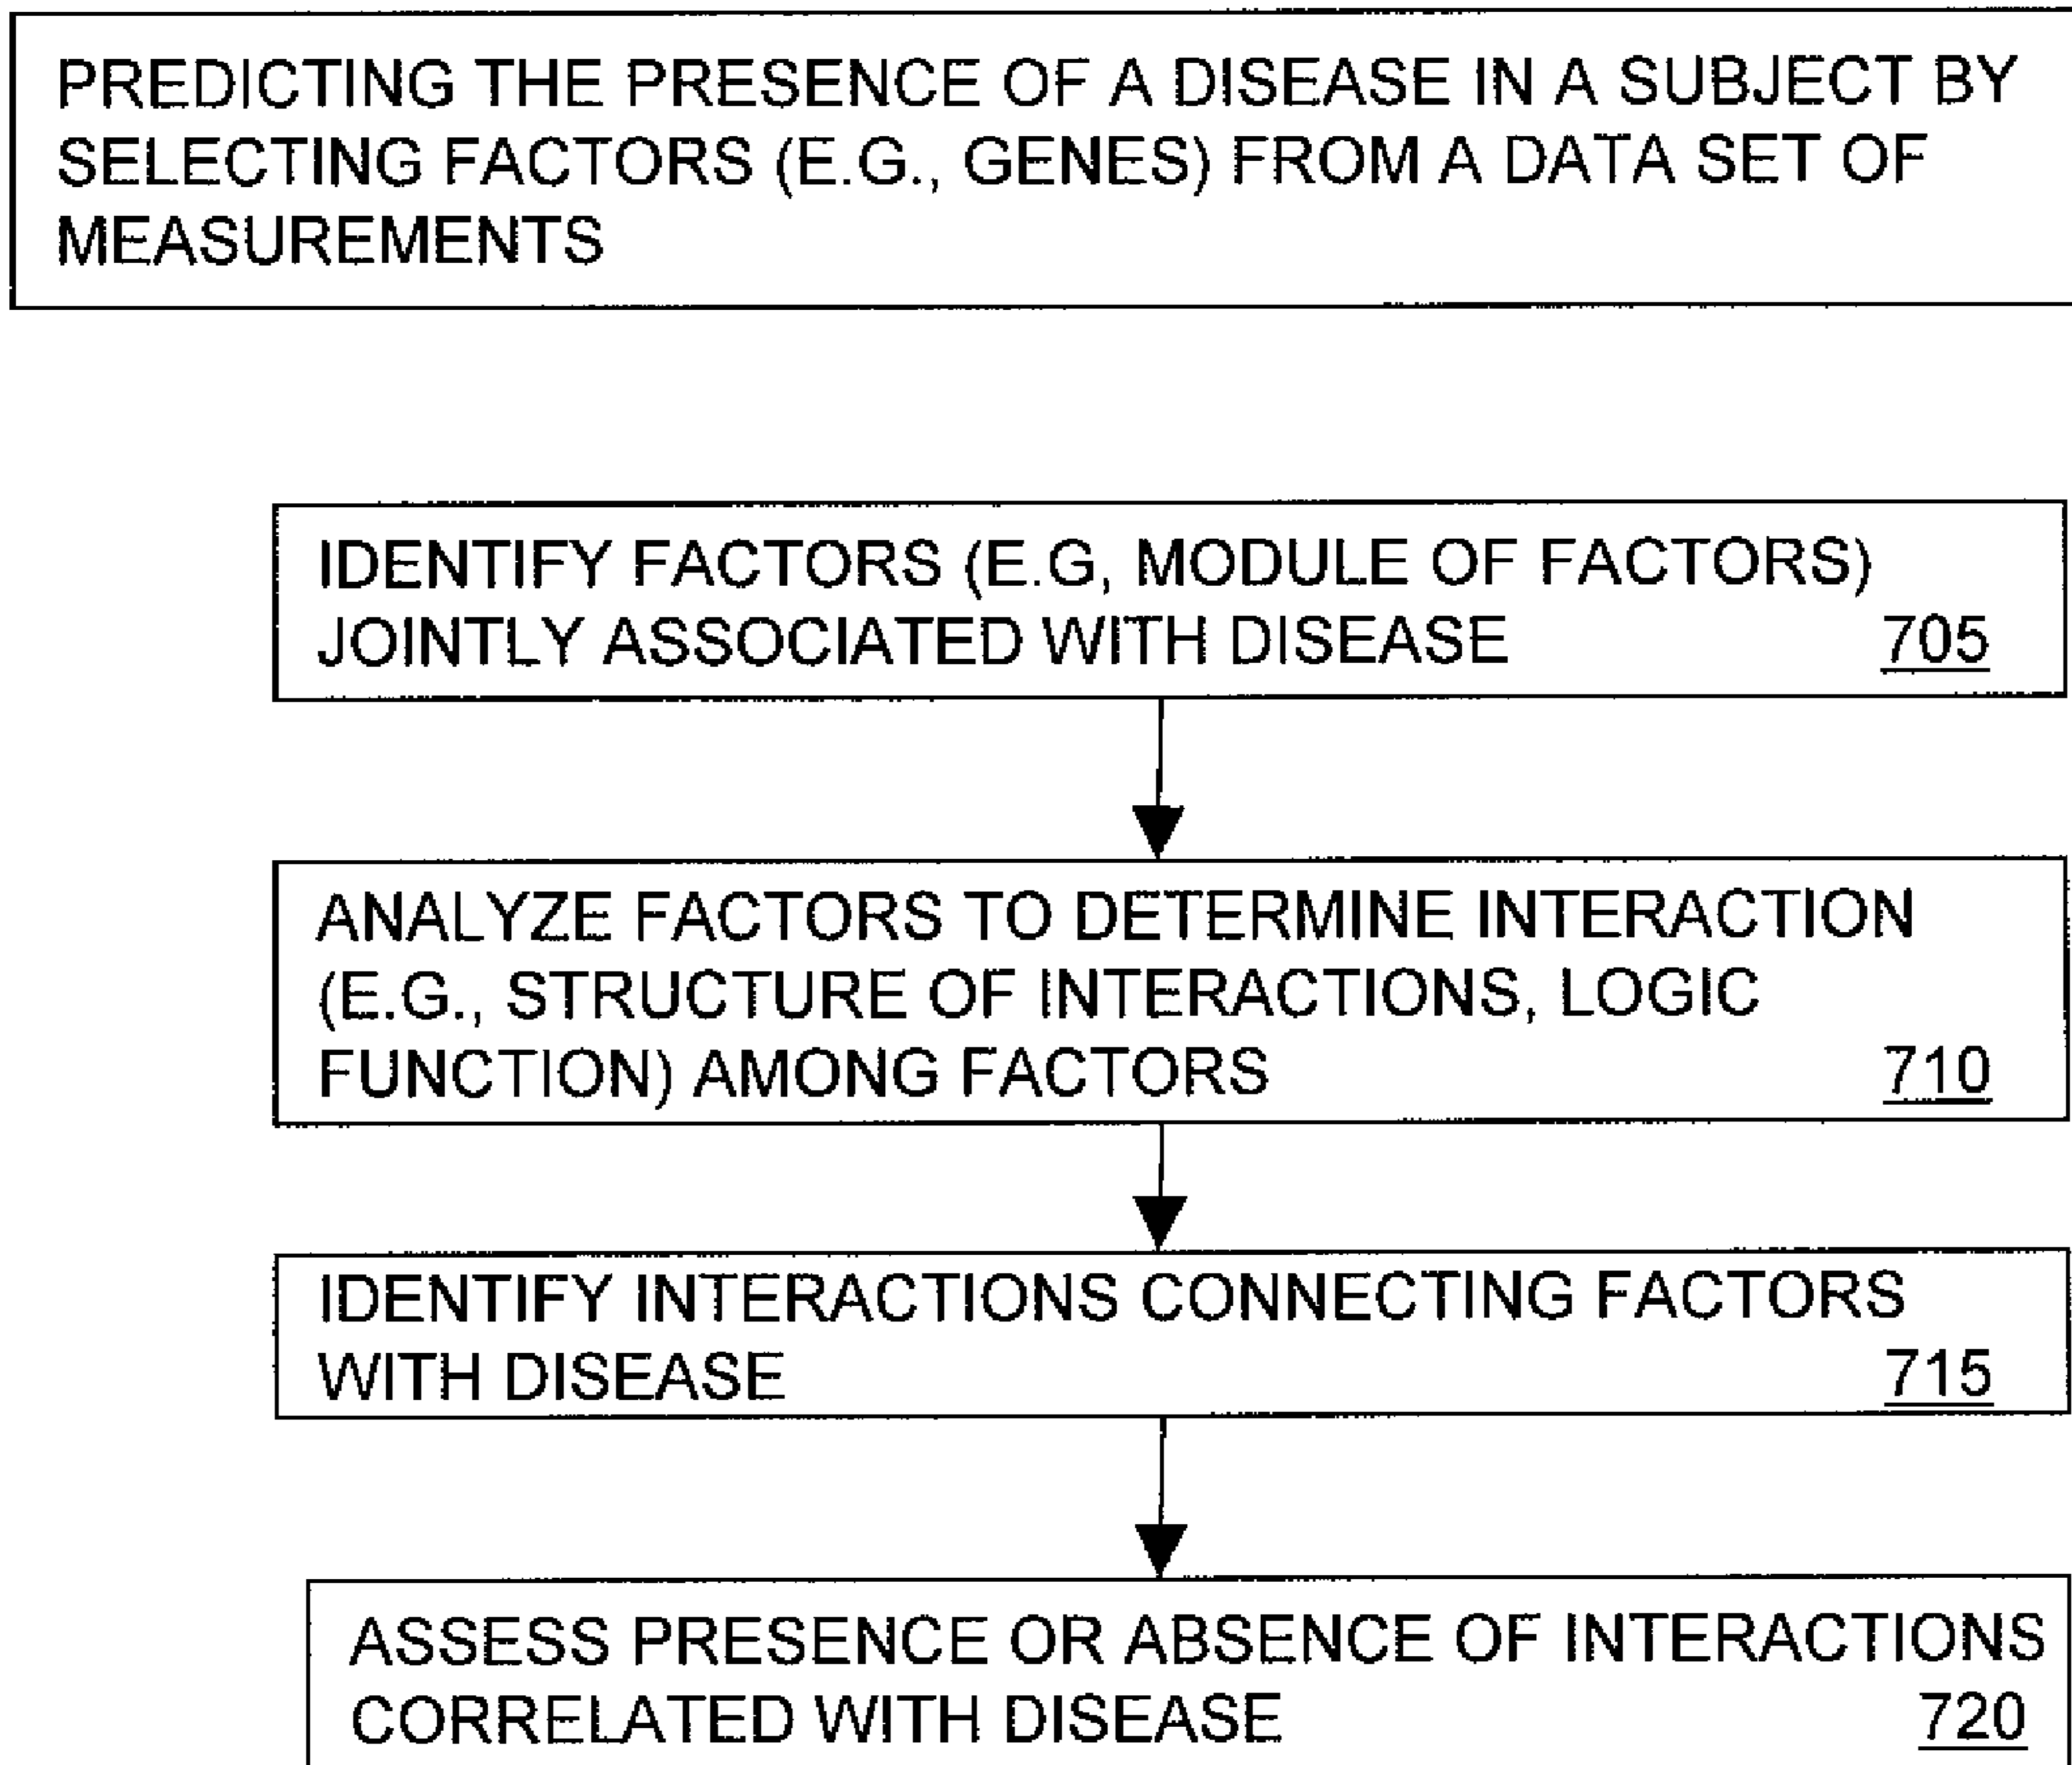 PREDICTING THE PRESENCE OF A DISEASE IN A SUBJECT BY
SELECTING FACTORS (E.G., GENES) FROM A DATA SET OF
MEASUREMENTS
IDENTIFY FACTORS (E.G, MODULE OF FACTORS)
JOINTLY ASSOCIATED WITH DISEASE 705
ANALYZE FACTORS TO DETERMINE INTERACTION
(E.G., STRUCTURE OF INTERACTIONS, LOGIC
FUNCTION) AMONG FACTORS 710
IDENTIFY INTERACTIONS CONNECTING FACTORS
WITH DISEASE 715
ASSESS PRESENCE OR ABSENCE OF INTERACTIONS
CORRELATED WITH DISEASE 720